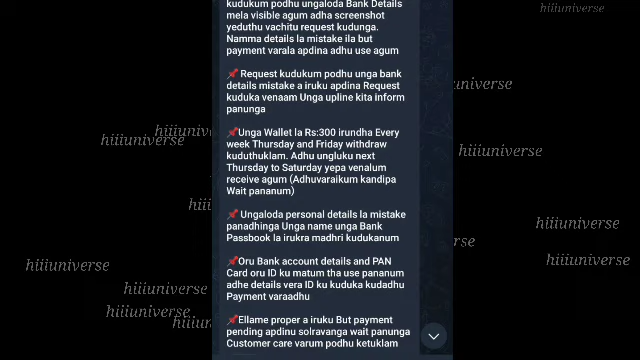 kudukum podhu ungaloda Bank Details
mela visible agum adha screenshot
yeduthu vachitu request kudunga.
Namma details la mistake ila but
payment varala apdina adhu use agum
📌 Request kudukum podhu unga bank
details mistake a iruku apdina Request
kuduka venaam Unga upline kita inform
panunga
📌Unga Wallet la Rs:300 irundha Every
week Thursday and Friday withdraw
kuduthuklam. Adhu ungluku next
Thursday to Saturday yepa venalum
receive agum (Adhuvaraikum kandipa
Wait pananum)
📌 Ungaloda personal details la mistake
panadhinga Unga name unga Bank
Passbook la irukra madhri kudukanum
📌Oru Bank account details and PAN
Card oru ID ku matum tha use pananum
adhe details vera ID ku kuduka kudadhu
Payment varaadhu
📌Ellame proper a iruku But payment
pending apdinu solravanga wait panunga
Customer care varum podhu ketuklam
hiiiuniverse
hiiiuniverse
hiiiuniverse
hiiiuniverse
hiiiuniverse
hiiiuniverse
hiiiuniverse
hiiiuniverse
hiiiuniverse
hiiiuniverse